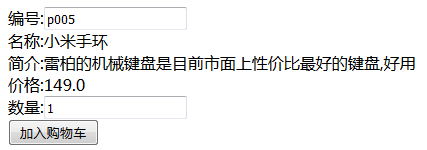 编号:p005
名称:小米手环
简介:雷柏的机械键盘是目前市面上性价比最好的键盘,好用
价格:149.0
数量:1
加入购物车